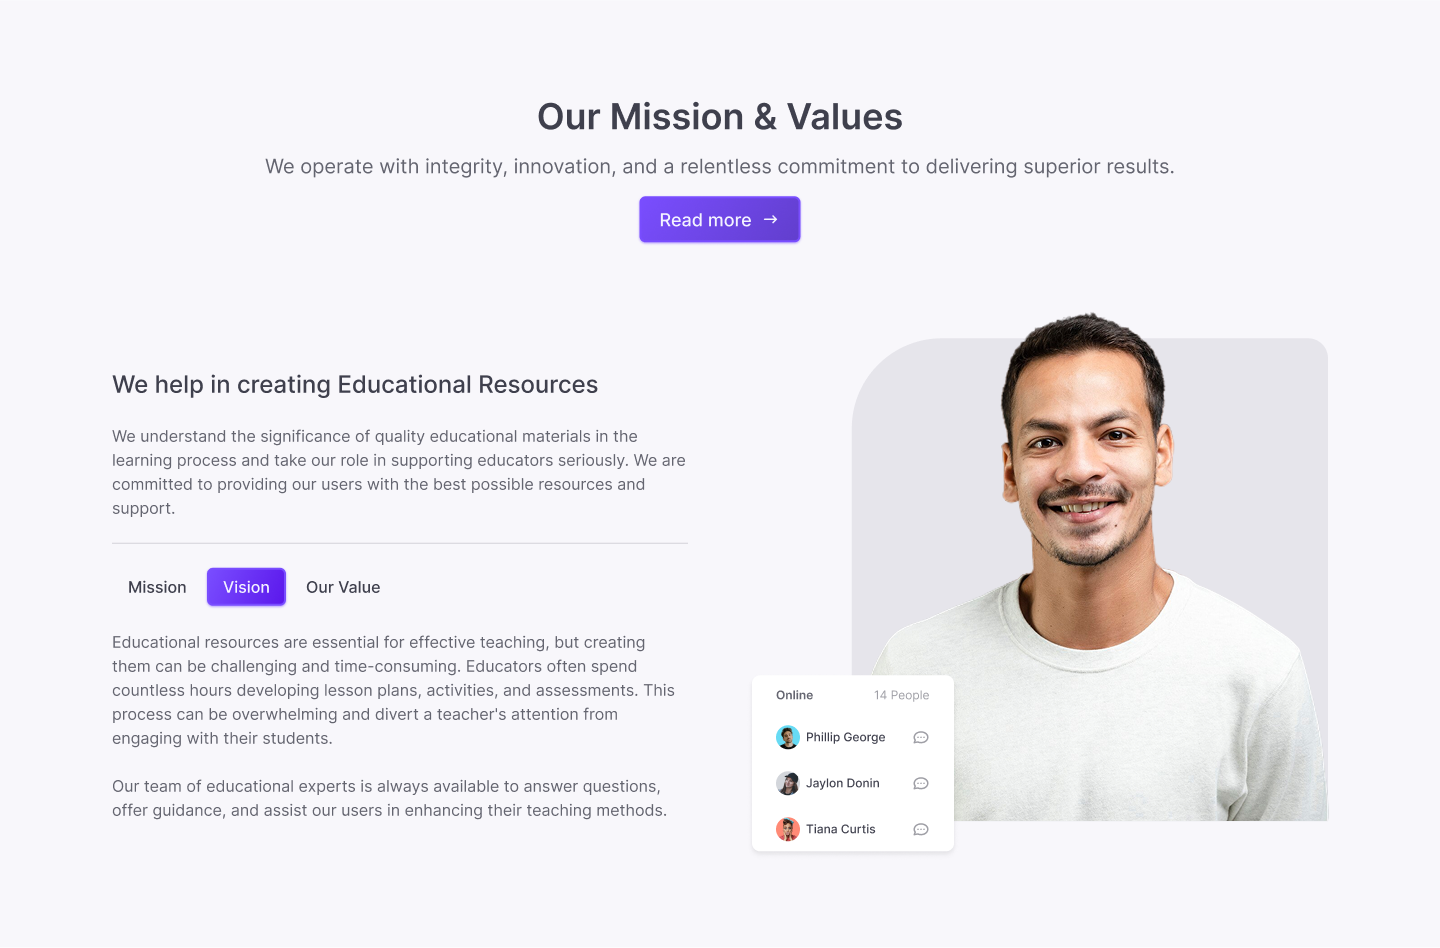 Our Mission & Values
We operate with integrity, innovation, and a relentless commitment to delivering superior results.
Read more →
We help in creating Educational Resources
We understand the significance of quality educational materials in the
learning process and take our role in supporting educators seriously. We are
committed to providing our users with the best possible resources and
support.
Mission Vision Our Value
Educational resources are essential for effective teaching, but creating
them can be challenging and time-consuming. Educators often spend
countless hours developing lesson plans, activities, and assessments. This
process can be overwhelming and divert a teacher's attention from
engaging with their students.
Our team of educational experts is always available to answer questions,
offer guidance, and assist our users in enhancing their teaching methods.
Online 14 People
Phillip George
Jaylon Donin
Tiana Curtis